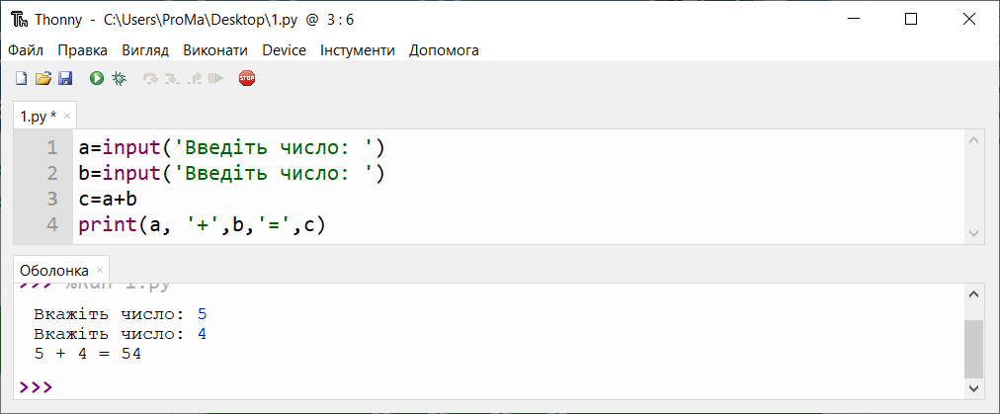 Thonny - C:\Users\ProMa\Desktop\1.py @ 3 : 6
Файл Правка Вигляд Виконати Device Інстументи Допомога
STOP
1.py * ×
1 a=input('Введіть число: ')
2 b=input('Введіть число: ')
3 c=a+b
4 print(a, '+',b,'=',c)
Оболонка ×
>>> %Run 1.py
Вкажіть число: 5
Вкажіть число: 4
5 + 4 = 54
>>>